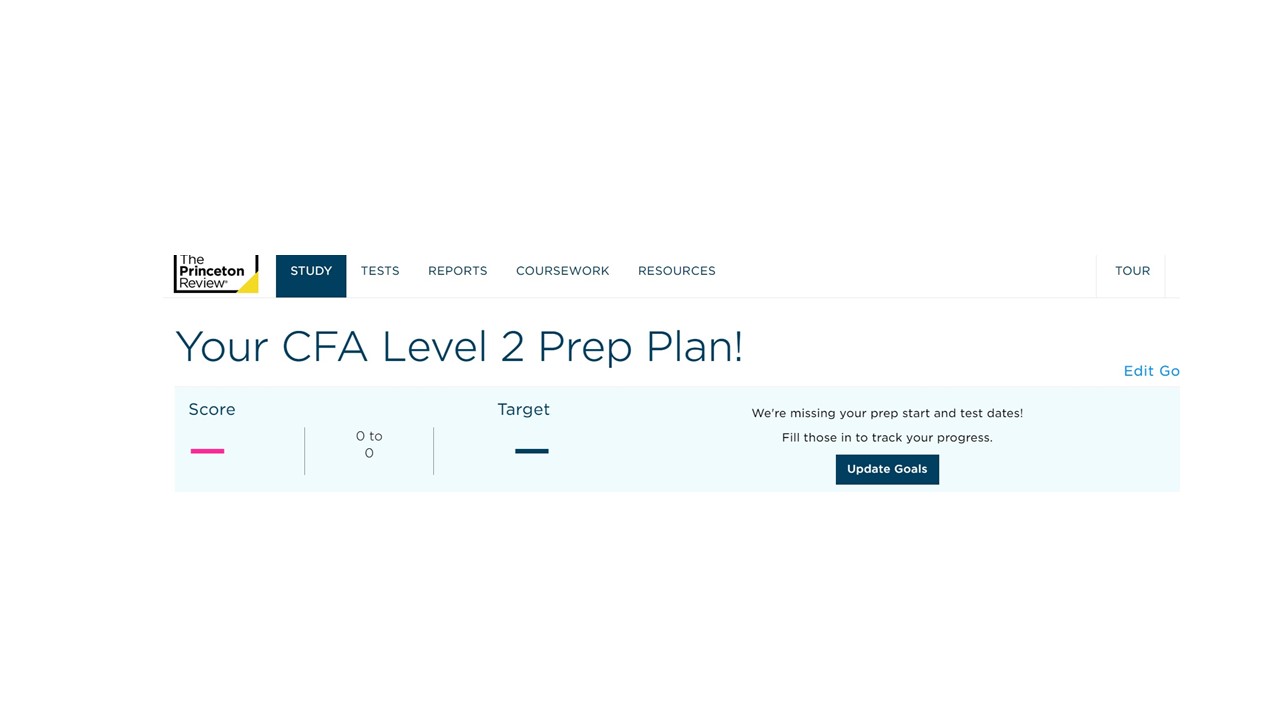 The
Princeton
Review®
STUDY TESTS REPORTS COURSEWORK RESOURCES TOUR
Your CFA Level 2 Prep Plan!
Edit Go
Score
0 to
0
Target
We're missing your prep start and test dates!
Fill those in to track your progress.
Update Goals